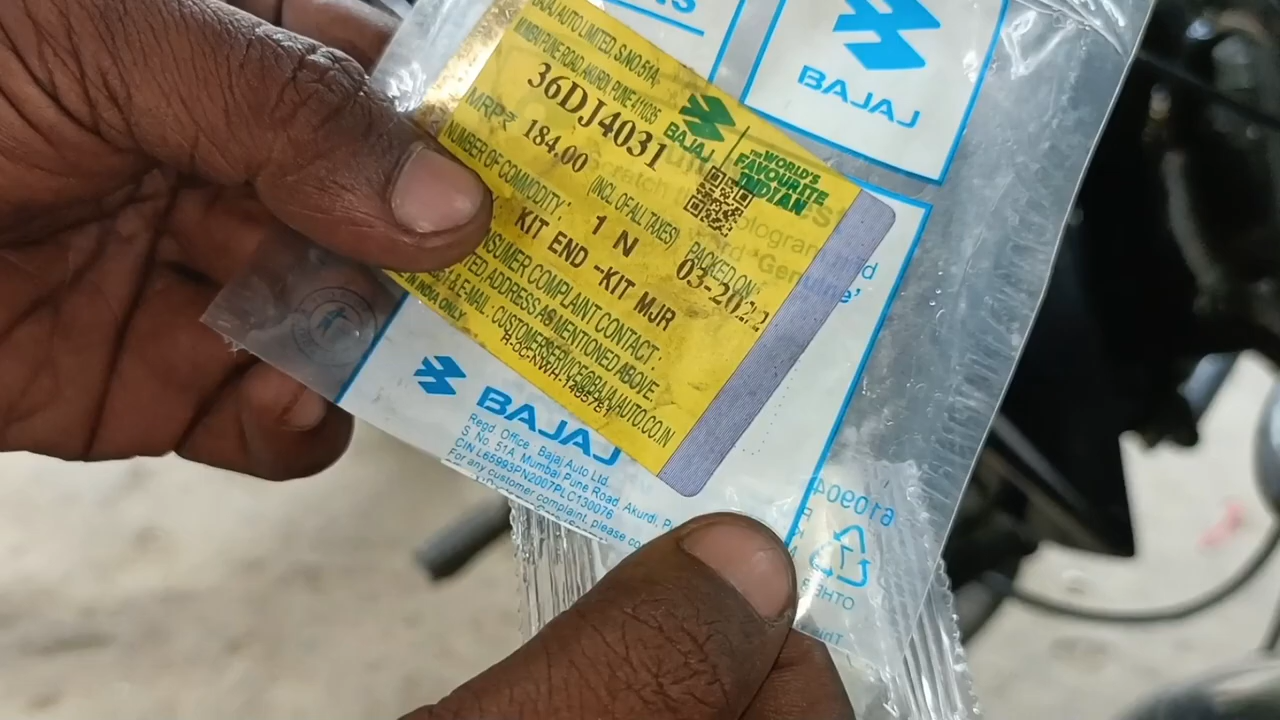 BAJAJ
BAJAJ AUTO LIMITED, S.NO.51A,
MUMBAI PUNE ROAD, AKURDI, PUNE 411035
36DJ4031
MRP₹ 184.00 (INCL OF ALL TAXES)
BAJAJ
THE WORLD'S
FAVOURITE
INDIAN
NUMBER OF COMMODITY: 1 N
PACKED ON:
03-2022
KIT END -KIT MJR
CONSUMER COMPLAINT CONTACT:
ADDRESS AS MENTIONED ABOVE.
& E.MAIL: CUSTOMERSERVICE@BAJAJAUTO.CO.IN
INDIA ONLY
BAJAJ
Regd. Office Bajaj Auto Ltd.
S. No. 51A, Mumbai Pune Road, Akurdi,
CIN L65993PN2007PLC130076
For any customer complaint, please
610904
7
OTHER